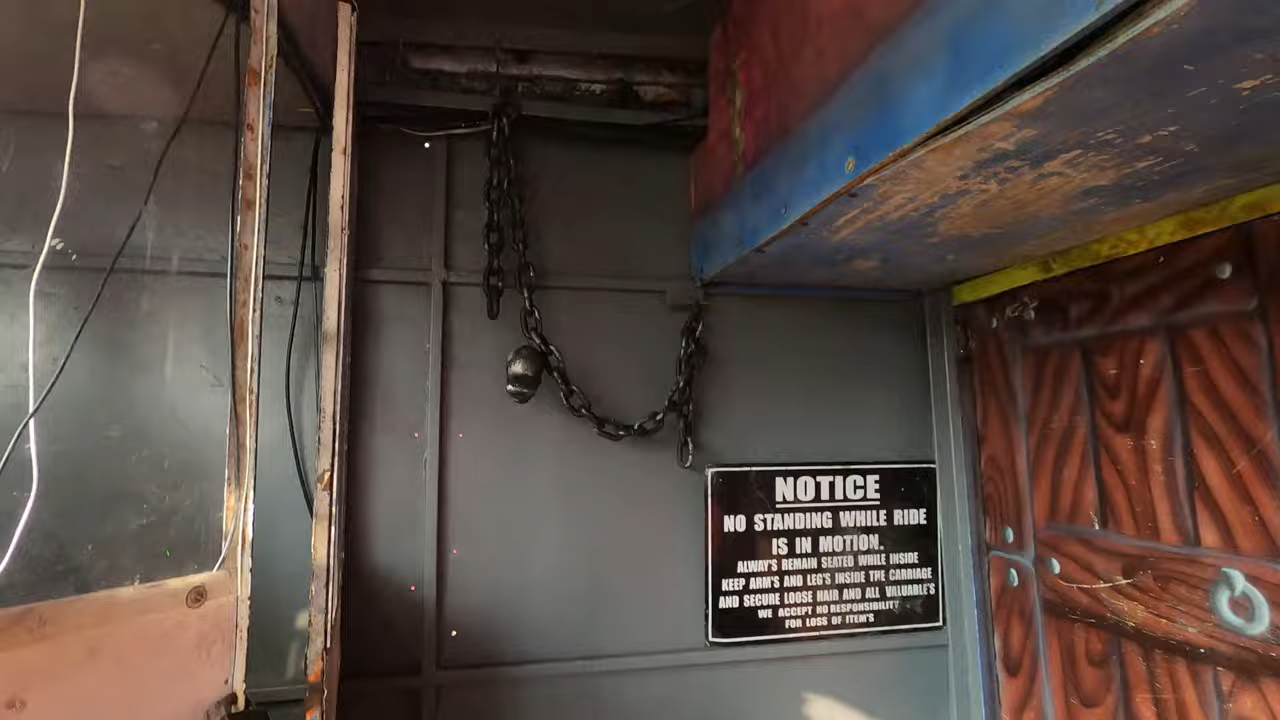 NOTICE
NO STANDING WHILE RIDE
IS IN MOTION.
ALWAY'S REMAIN SEATED WHILE INSIDE
KEEP ARM'S AND LEG'S INSIDE THE CARRIAGE
AND SECURE LOOSE HAIR AND ALL VALUABLE'S
WE ACCEPT NO RESPONSIBILITY
FOR LOSS OF ITEM'S